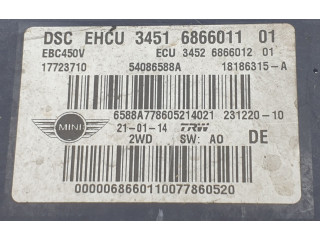 DSC EHCU 3451 6866011 01
EBC450V ECU 3452 6866012 01
17723710 54086588A 18186315-A
6588A778605214021 231220-10
MINI 21-01-14 TRW DE
2WD SW: A0
0000068660110077860520